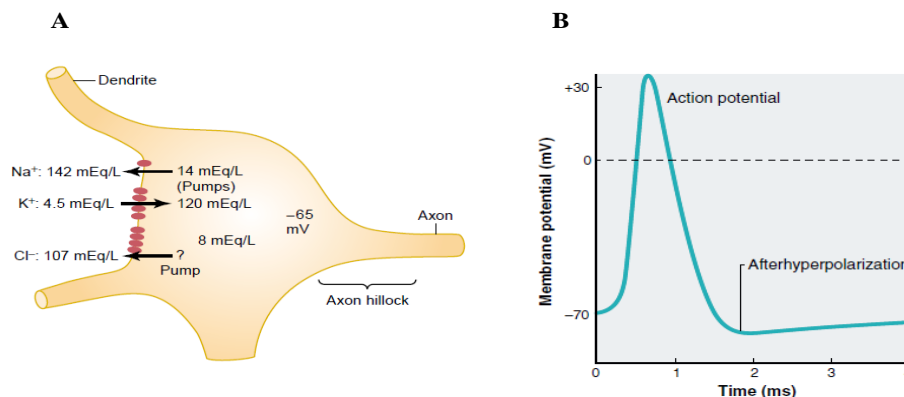 A
Dendrite
Na⁺: 142 mEq/L
14 mEq/L
(Pumps)
K⁺: 4.5 mEq/L
120 mEq/L
–65
mV
8 mEq/L
Cl⁻: 107 mEq/L
?
Pump
Axon
Axon hillock
B
Membrane potential (mV)
+30
0
–70
Action potential
Afterhyperpolarization
0
1
2
3
Time (ms)